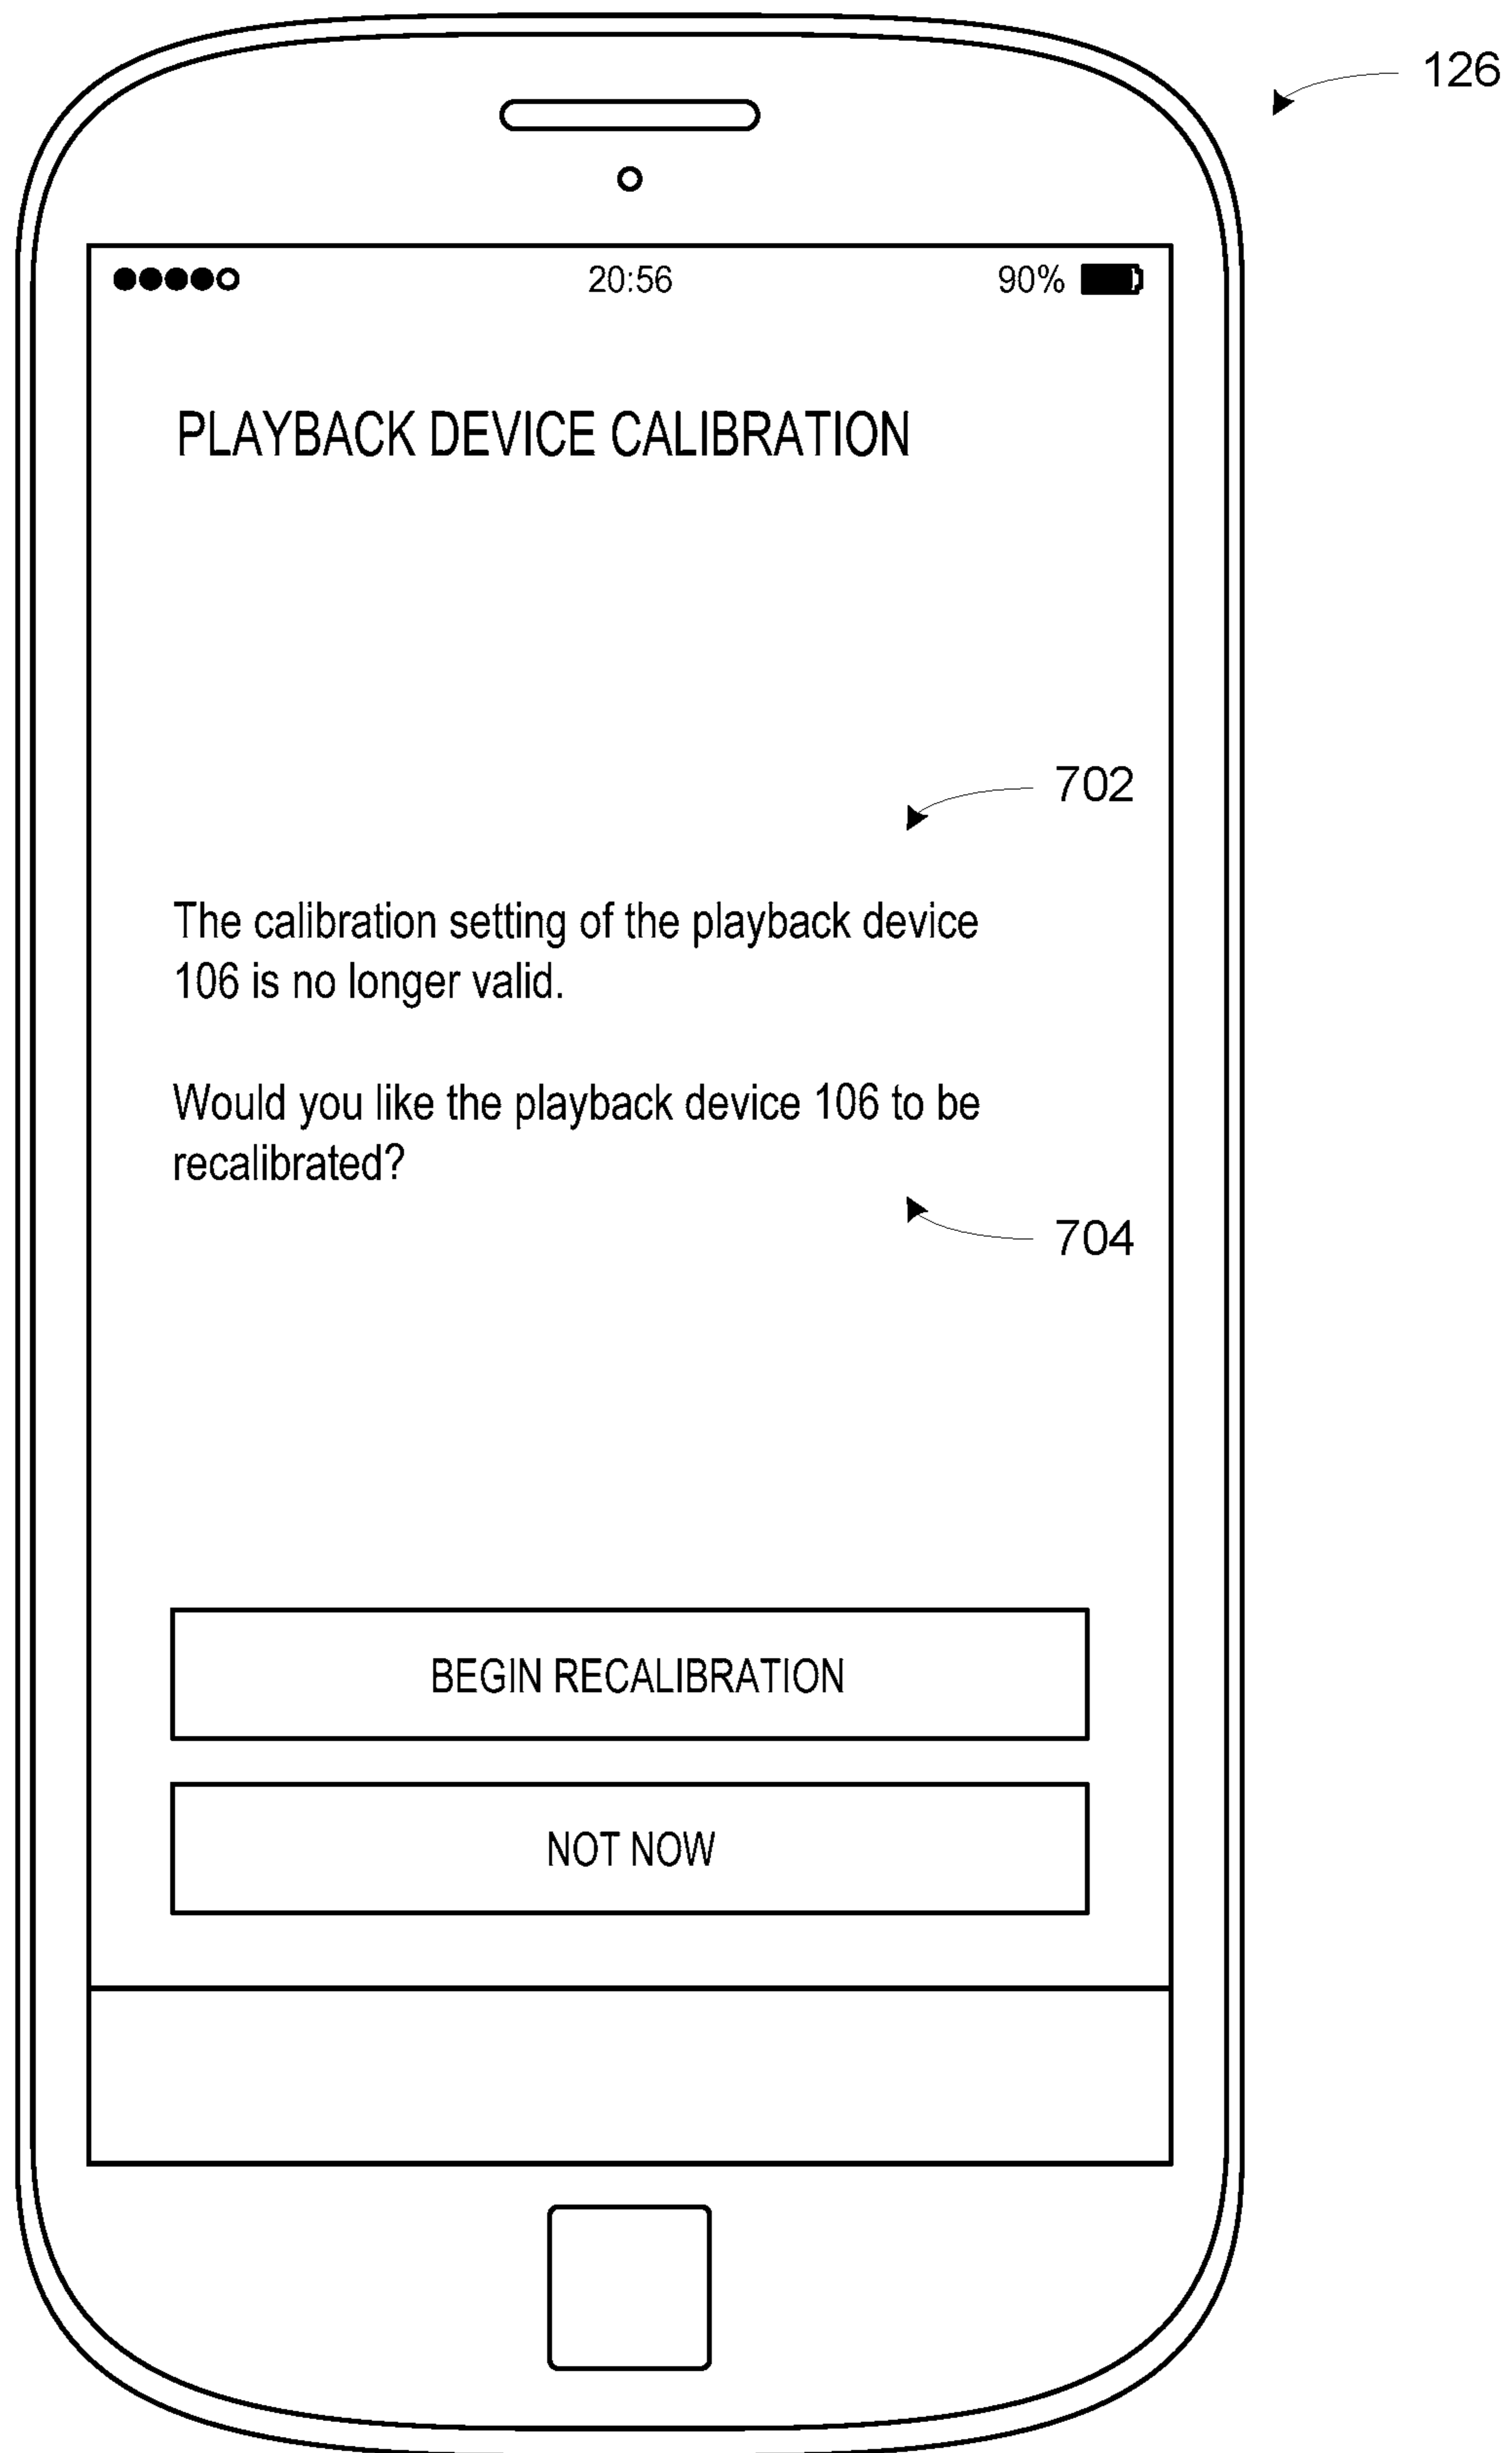 126
20:56
90%
PLAYBACK DEVICE CALIBRATION
702
The calibration setting of the playback device
106 is no longer valid.
Would you like the playback device 106 to be
recalibrated?
704
BEGIN RECALIBRATION
NOT NOW